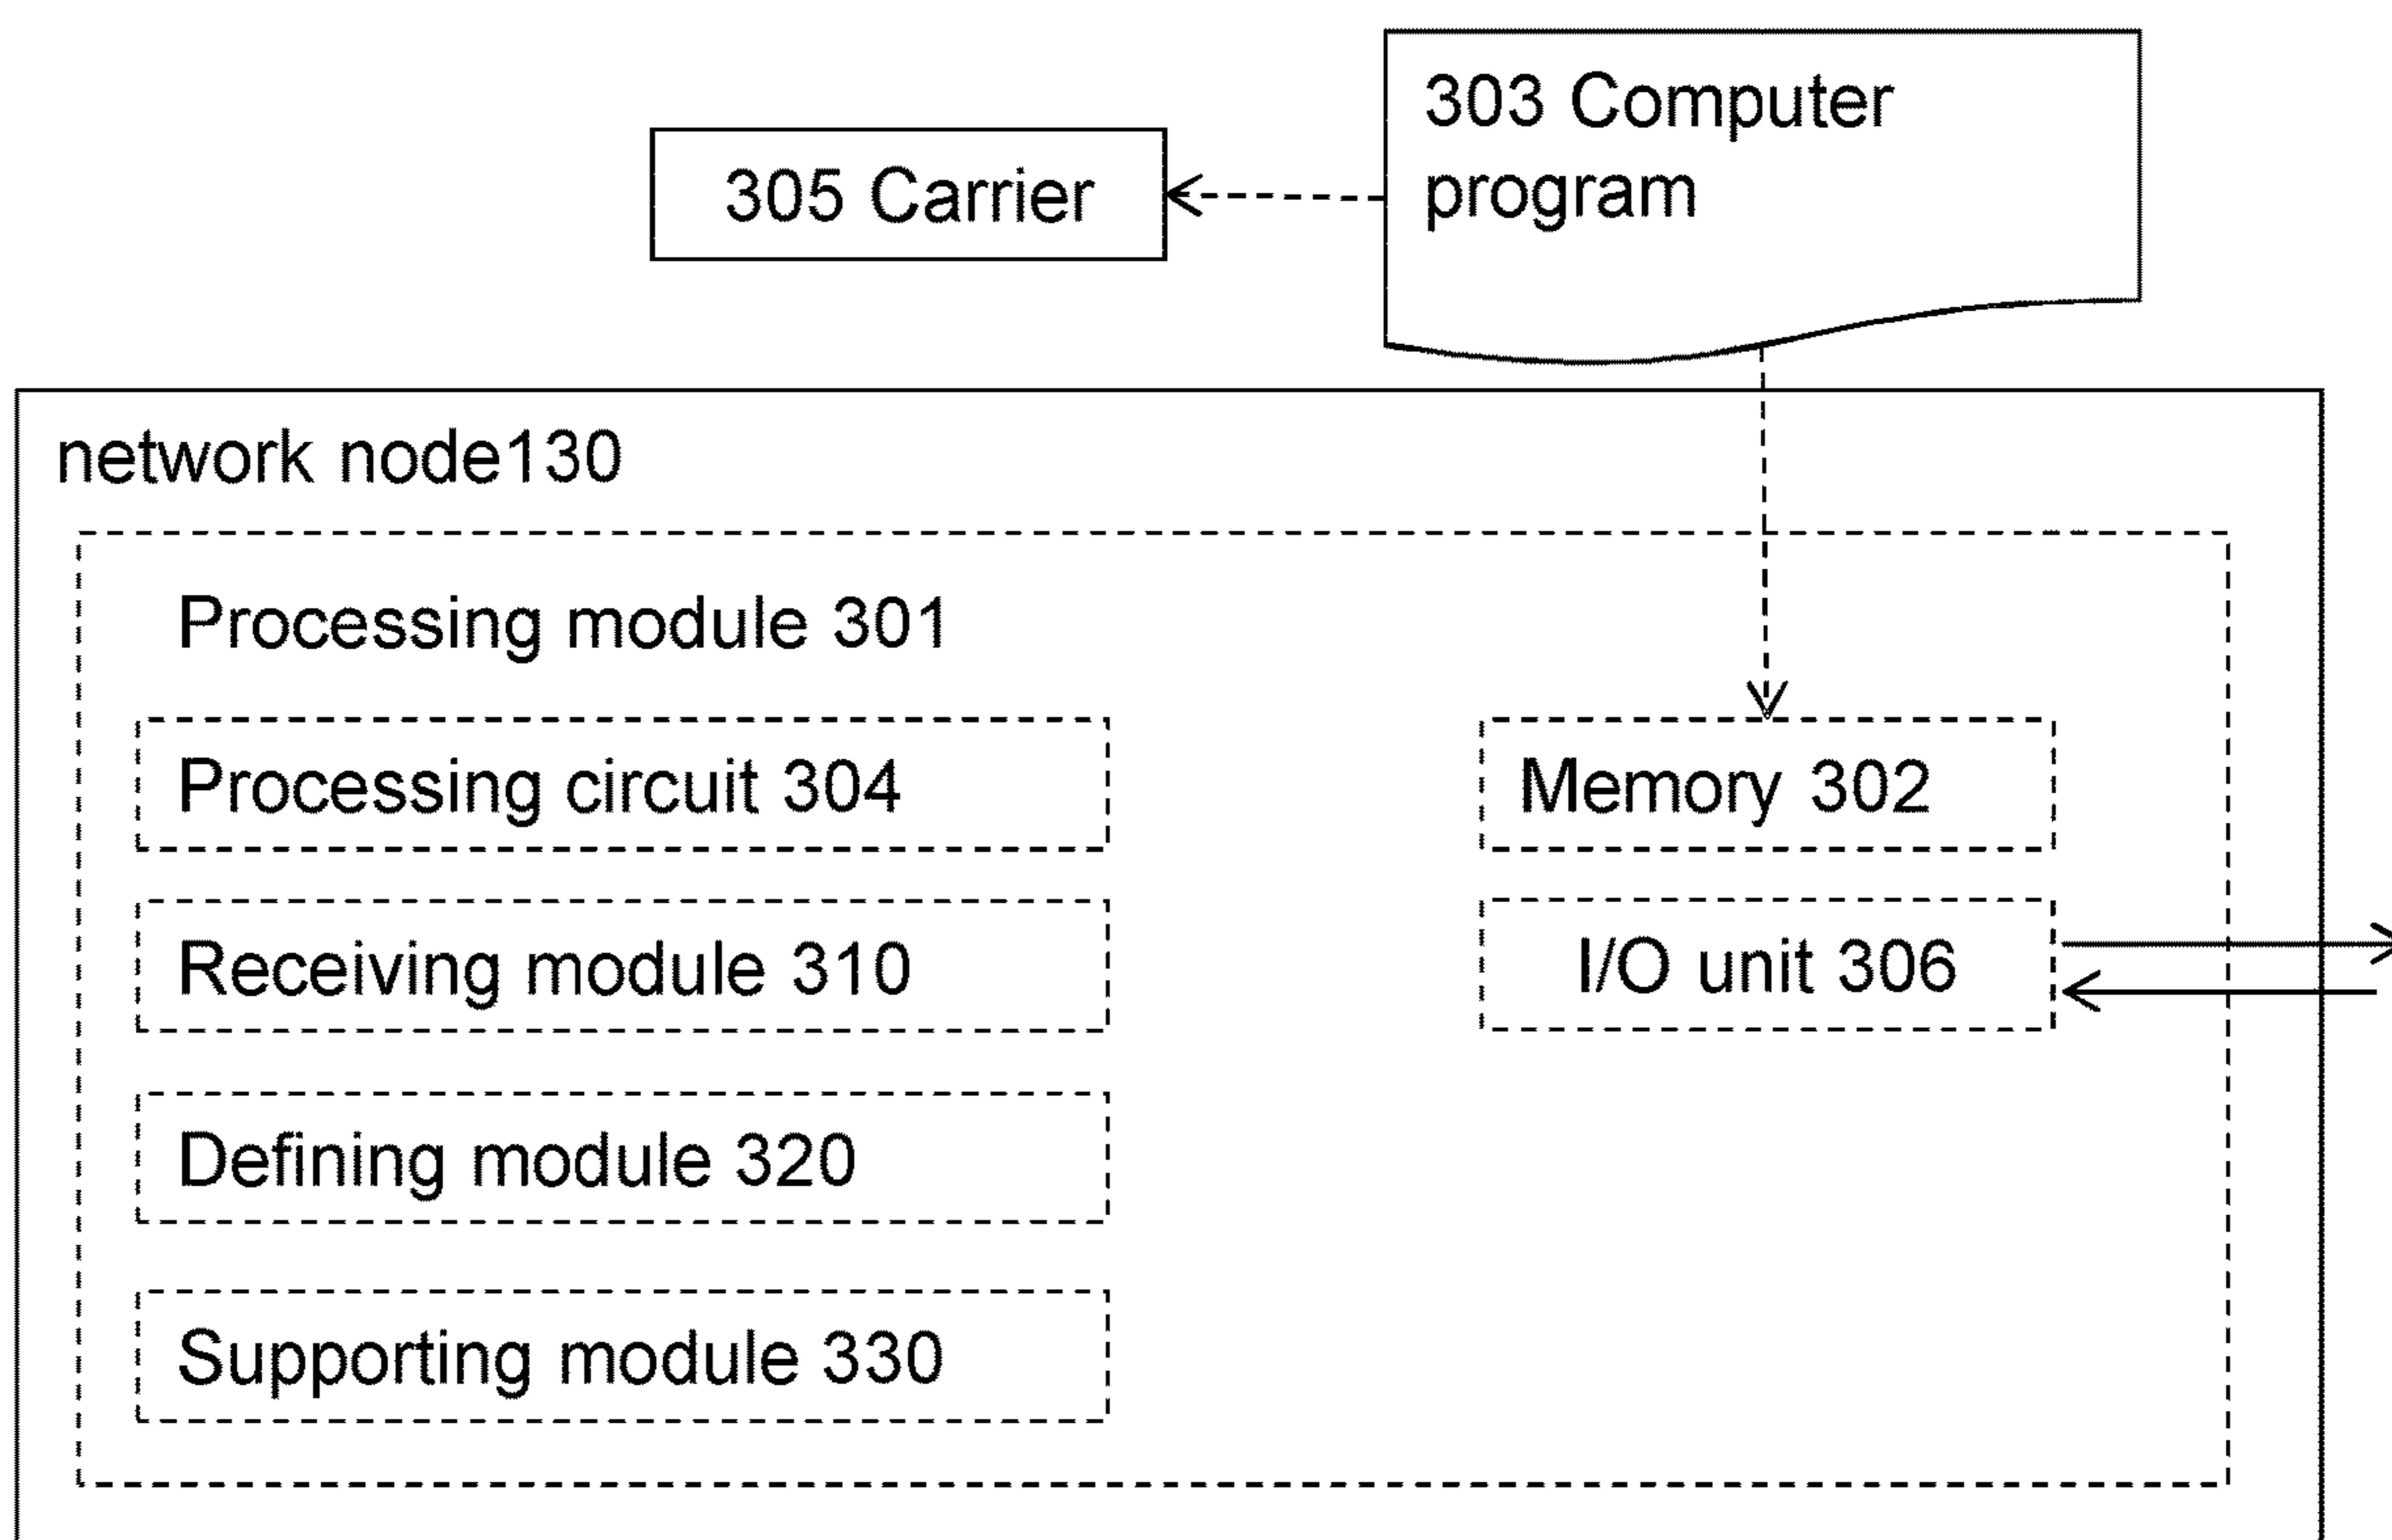 303 Computer
program
305 Carrier
network node130
Processing module 301
Processing circuit 304
Memory 302
Receiving module 310
I/O unit 306
Defining module 320
Supporting module 330